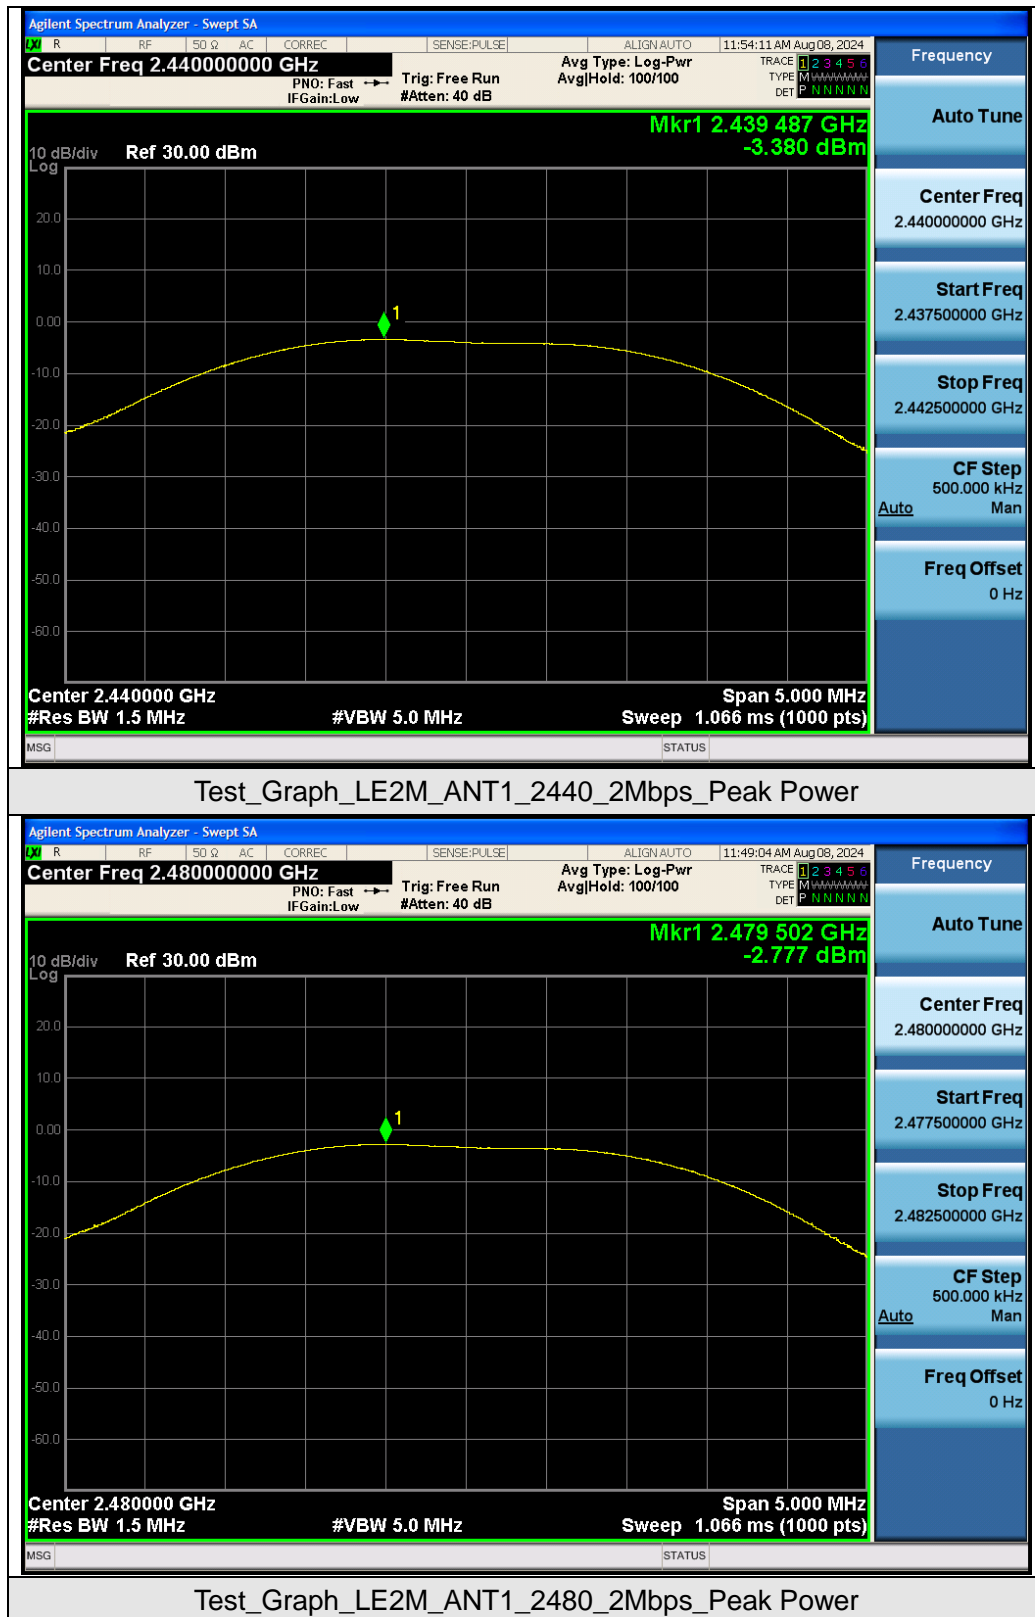 Agilent Spectrum Analyzer - Swept SA
LXI R RF 50 Ω AC CORREC SENSE:PULSE ALIGN AUTO 11:54:11 AM Aug 08, 2024
Center Freq 2.440000000 GHz
PNO: Fast
IFGain:Low
Trig: Free Run
#Atten: 40 dB
Avg Type: Log-Pwr
Avg|Hold: 100/100
TRACE 1 2 3 4 5 6
TYPE M
DET P N N N N N
Mkr1 2.439 487 GHz
-3.380 dBm
10 dB/div Ref 30.00 dBm
Log
20.0
10.0
0.00
1
-10.0
-20.0
-30.0
-40.0
-50.0
-60.0
Center 2.440000 GHz Span 5.000 MHz
#Res BW 1.5 MHz #VBW 5.0 MHz Sweep 1.066 ms (1000 pts)
MSG STATUS
Frequency
Auto Tune
Center Freq
2.440000000 GHz
Start Freq
2.437500000 GHz
Stop Freq
2.442500000 GHz
CF Step
500.000 kHz
Auto Man
Freq Offset
0 Hz
Test_Graph_LE2M_ANT1_2440_2Mbps_Peak Power
Agilent Spectrum Analyzer - Swept SA
LXI R RF 50 Ω AC CORREC SENSE:PULSE ALIGN AUTO 11:49:04 AM Aug 08, 2024
Center Freq 2.480000000 GHz
PNO: Fast
IFGain:Low
Trig: Free Run
#Atten: 40 dB
Avg Type: Log-Pwr
Avg|Hold: 100/100
TRACE 1 2 3 4 5 6
TYPE M
DET P N N N N N
Mkr1 2.479 502 GHz
-2.777 dBm
10 dB/div Ref 30.00 dBm
Log
20.0
10.0
0.00
1
-10.0
-20.0
-30.0
-40.0
-50.0
-60.0
Center 2.480000 GHz Span 5.000 MHz
#Res BW 1.5 MHz #VBW 5.0 MHz Sweep 1.066 ms (1000 pts)
MSG STATUS
Frequency
Auto Tune
Center Freq
2.480000000 GHz
Start Freq
2.477500000 GHz
Stop Freq
2.482500000 GHz
CF Step
500.000 kHz
Auto Man
Freq Offset
0 Hz
Test_Graph_LE2M_ANT1_2480_2Mbps_Peak Power